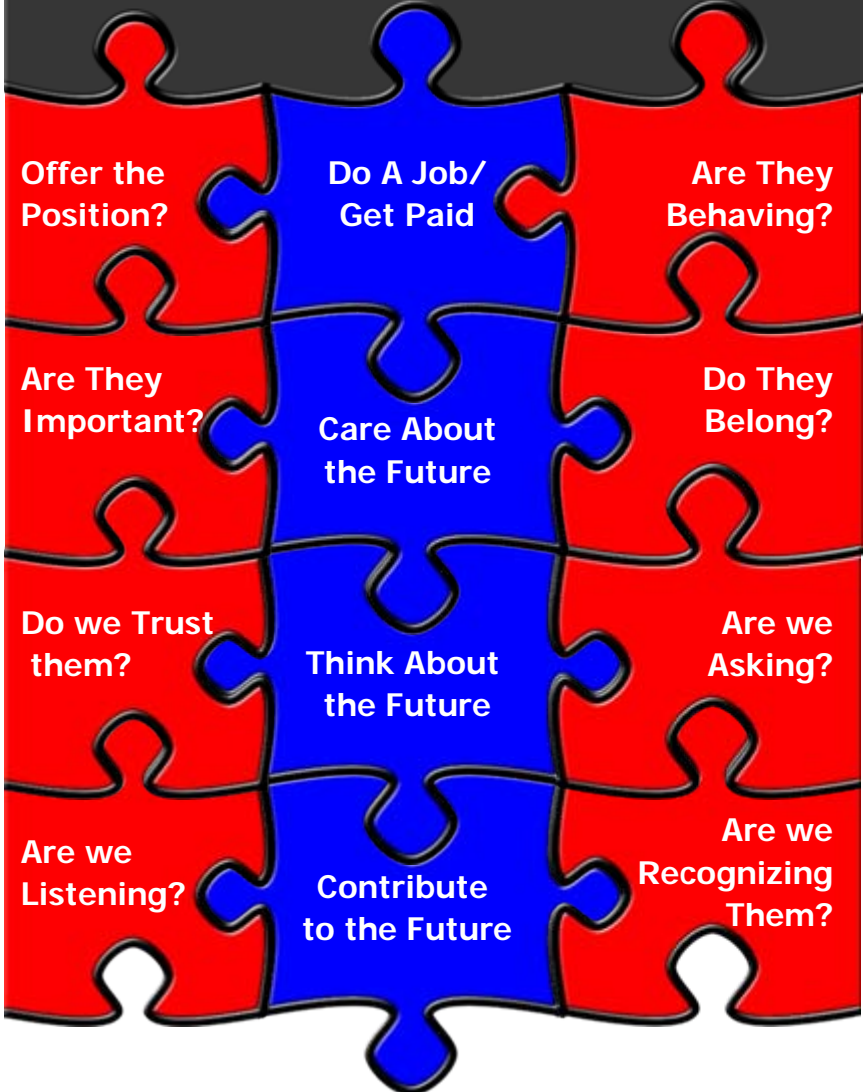 Offer the
Position?
Do A Job/
Get Paid
Are They
Behaving?
Are They
Important?
Care About
the Future
Do They
Belong?
Do we Trust
them?
Think About
the Future
Are we
Asking?
Are we
Listening?
Contribute
to the Future
Are we
Recognizing
Them?